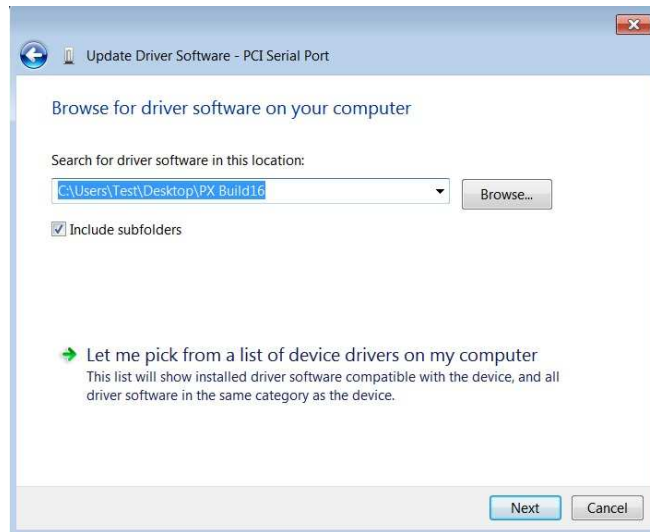 Update Driver Software - PCI Serial Port
Browse for driver software on your computer
Search for driver software in this location:
C:\Users\Test\Desktop\PX Build16
Browse...
Include subfolders
Let me pick from a list of device drivers on my computer
This list will show installed driver software compatible with the device, and all
driver software in the same category as the device.
Next
Cancel